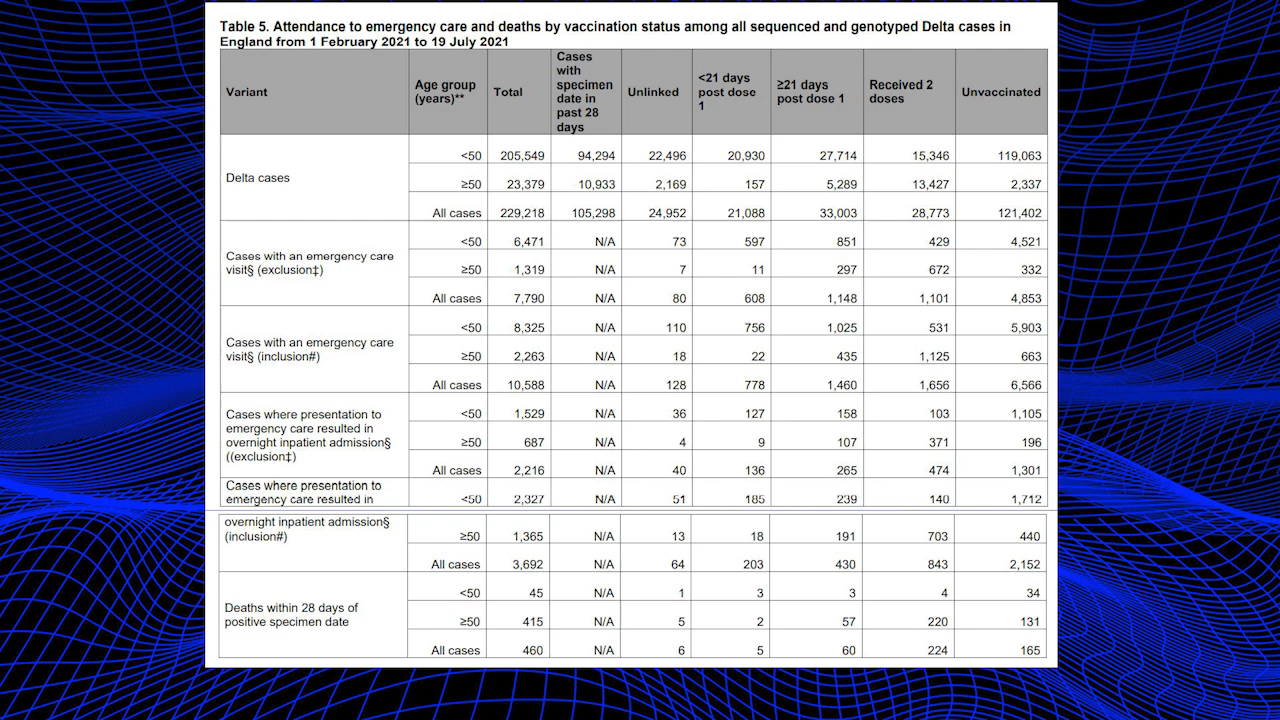 Table 5. Attendance to emergency care and deaths by vaccination status among all sequenced and genotyped Delta cases in
England from 1 February 2021 to 19 July 2021
Variant Age group (years)** Total Cases with specimen date in past 28 days Unlinked <21 days post dose 1 ≥21 days post dose 1 Received 2 doses Unvaccinated
Delta cases
<50 205,549 94,294 22,496 20,930 27,714 15,346 119,063
≥50 23,379 10,933 2,169 157 5,289 13,427 2,337
All cases 229,218 105,298 24,952 21,088 33,003 28,773 121,402
Cases with an emergency care
visit§ (exclusion‡)
<50 6,471 N/A 73 597 851 429 4,521
≥50 1,319 N/A 7 11 297 672 332
All cases 7,790 N/A 80 608 1,148 1,101 4,853
Cases with an emergency care
visit§ (inclusion#)
<50 8,325 N/A 110 756 1,025 531 5,903
≥50 2,263 N/A 18 22 435 1,125 663
All cases 10,588 N/A 128 778 1,460 1,656 6,566
Cases where presentation to
emergency care resulted in
overnight inpatient admission§
((exclusion‡)
<50 1,529 N/A 36 127 158 103 1,105
≥50 687 N/A 4 9 107 371 196
All cases 2,216 N/A 40 136 265 474 1,301
Cases where presentation to
emergency care resulted in
<50 2,327 N/A 51 185 239 140 1,712
overnight inpatient admission§
(inclusion#)
≥50 1,365 N/A 13 18 191 703 440
All cases 3,692 N/A 64 203 430 843 2,152
Deaths within 28 days of
positive specimen date
<50 45 N/A 1 3 3 4 34
≥50 415 N/A 5 2 57 220 131
All cases 460 N/A 6 5 60 224 165